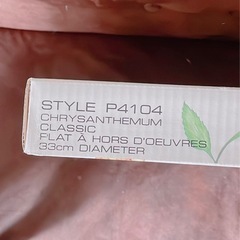 STYLE P4104
CHRYSANTHEMUM
CLASSIC
PLAT À HORS D'OEUVRES
33cm DIAMETER